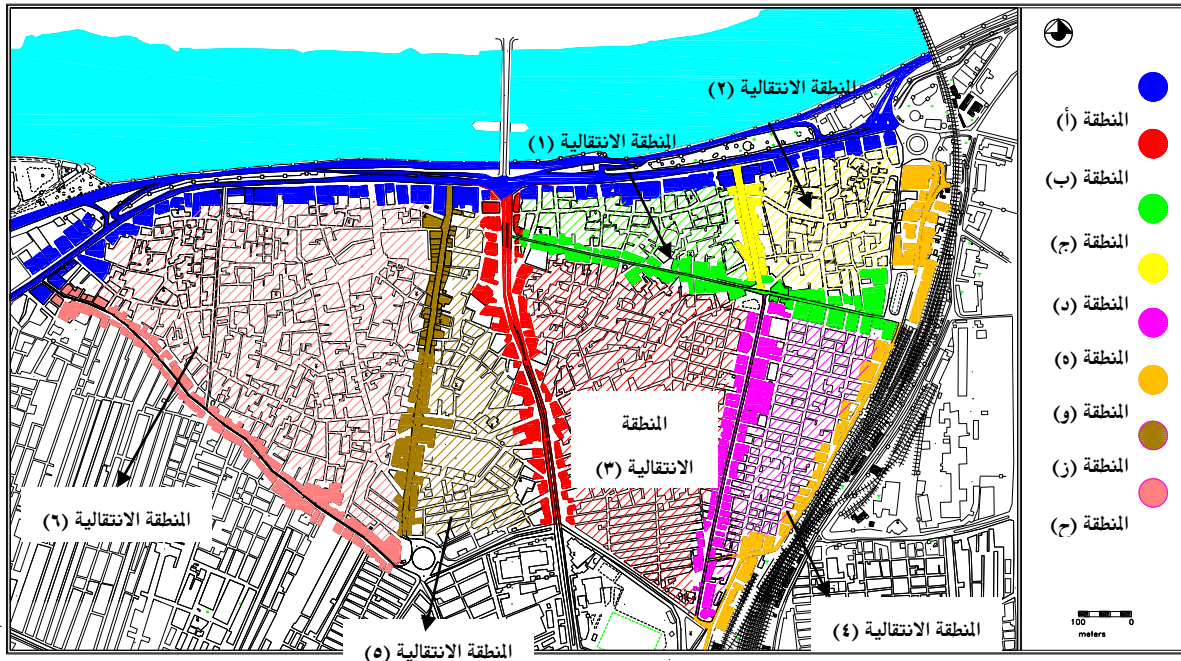 المنطقة الانتقالية (٢)
المنطقة الانتقالية (١)
المنطقة
الانتقالية (٣)
المنطقة الانتقالية (٦)
المنطقة الانتقالية (٤)
المنطقة الانتقالية (٥)
المنطقة (أ)
المنطقة (ب)
المنطقة (ج)
المنطقة (د)
المنطقة (ه)
المنطقة (و)
المنطقة (ز)
المنطقة (ح)
100 0
meters